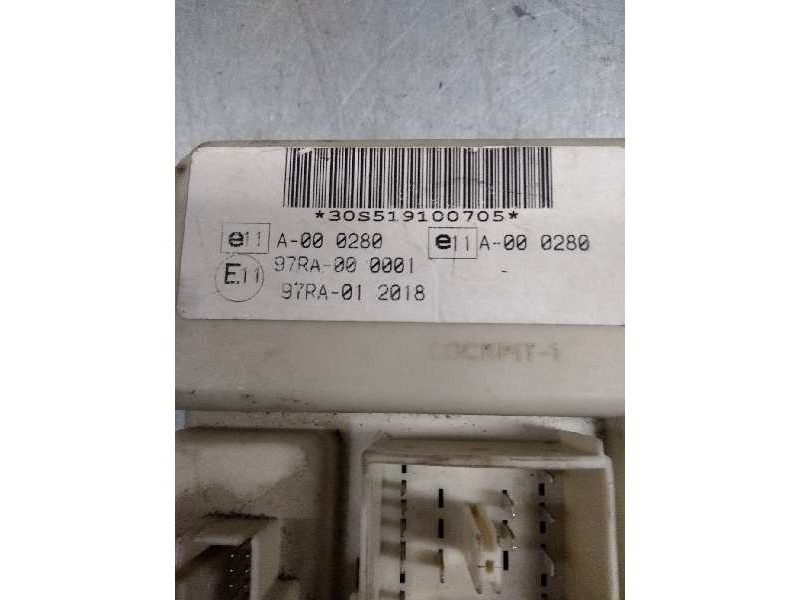 *30S519100705*
e11 A-00 0280 e11 A-00 0280
E11 97RA-00 0001
97RA-01 2018
COCKPIT-1